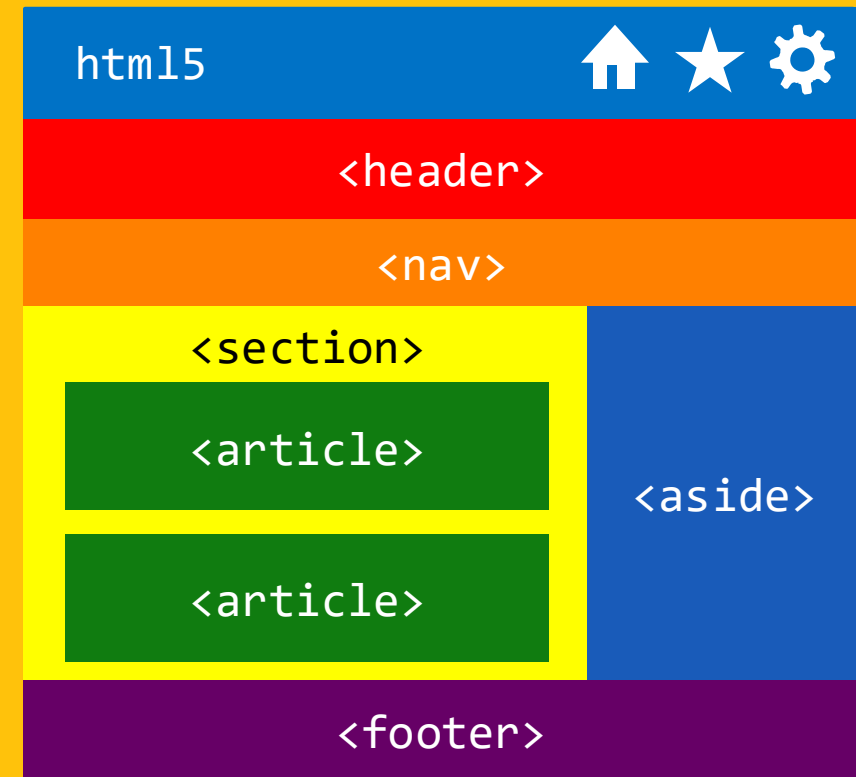 html5
<header>
<nav>
<section>
<article>
<article>
<aside>
<footer>